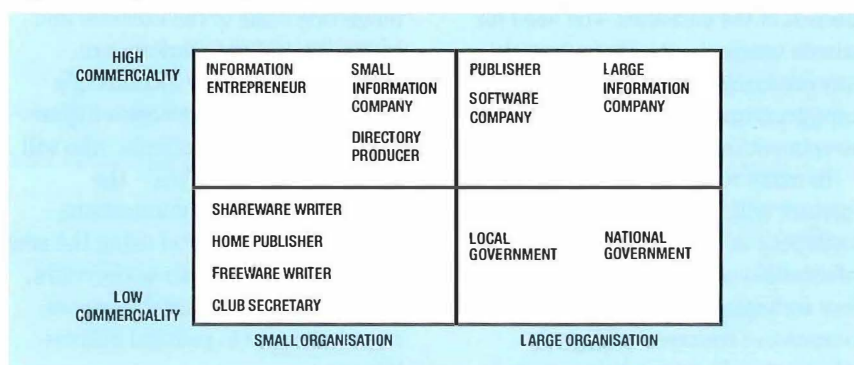 HIGH
COMMERCIALITY
INFORMATION
ENTREPRENEUR
SMALL
INFORMATION
COMPANY
DIRECTORY
PRODUCER
PUBLISHER
SOFTWARE
COMPANY
LARGE
INFORMATION
COMPANY
SHAREWARE WRITER
HOME PUBLISHER
FREEWARE WRITER
CLUB SECRETARY
LOCAL
GOVERNMENT
NATIONAL
GOVERNMENT
LOW
COMMERCIALITY
SMALL ORGANISATION
LARGE ORGANISATION